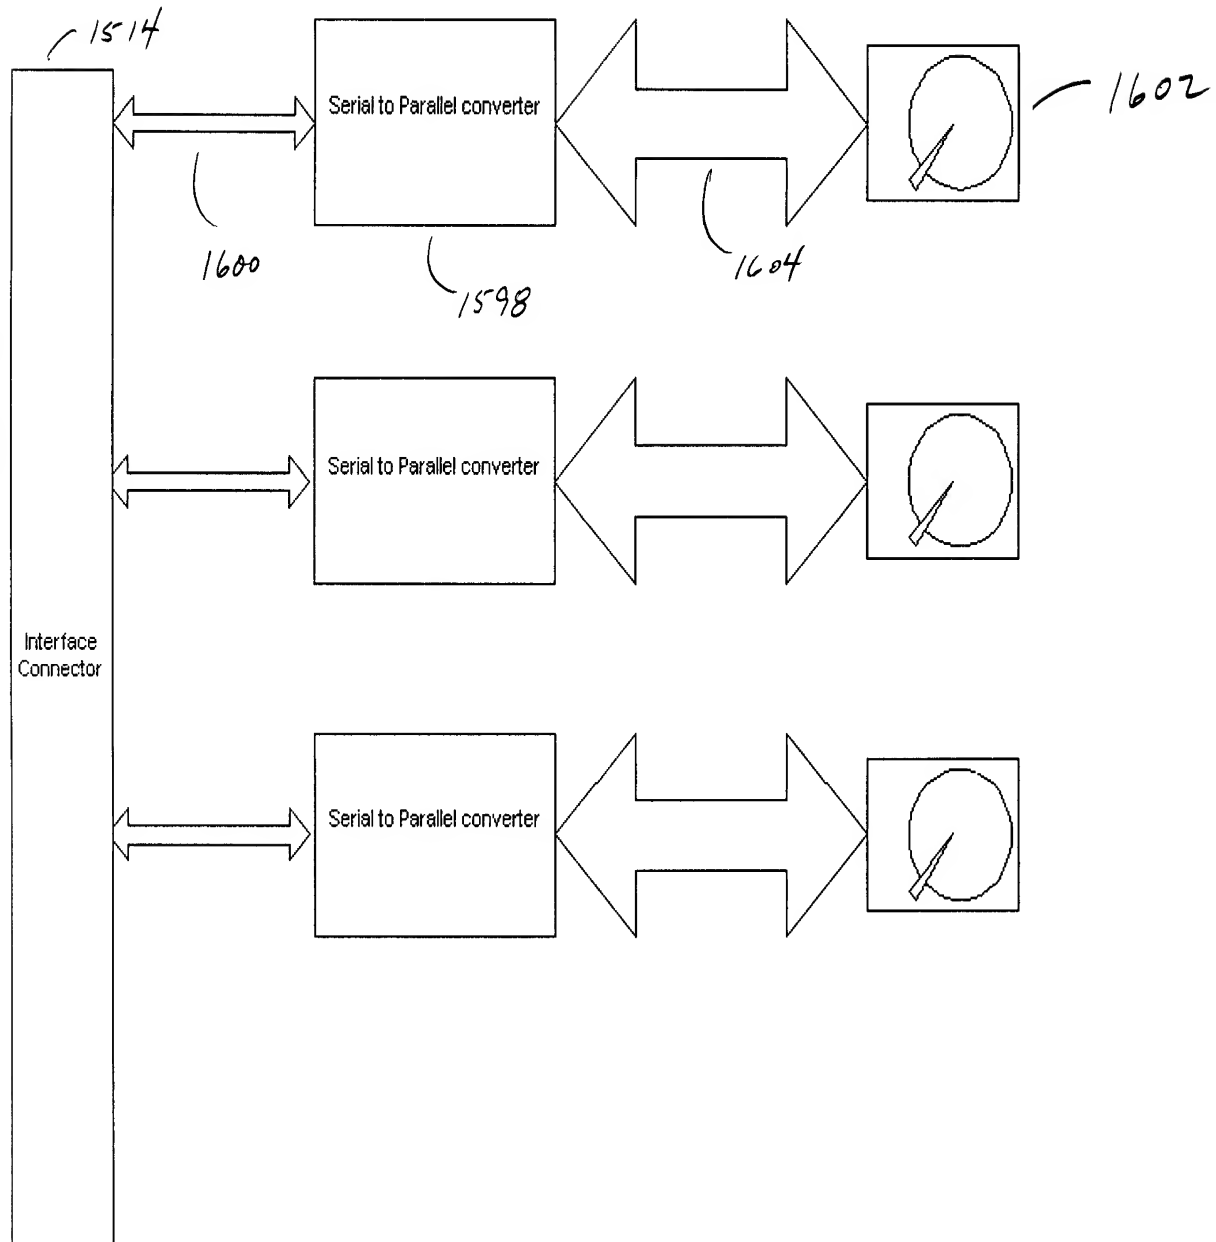 1514
Serial to Parallel converter
1602
1600
1604
1598
Serial to Parallel converter
Interface
Connector
Serial to Parallel converter